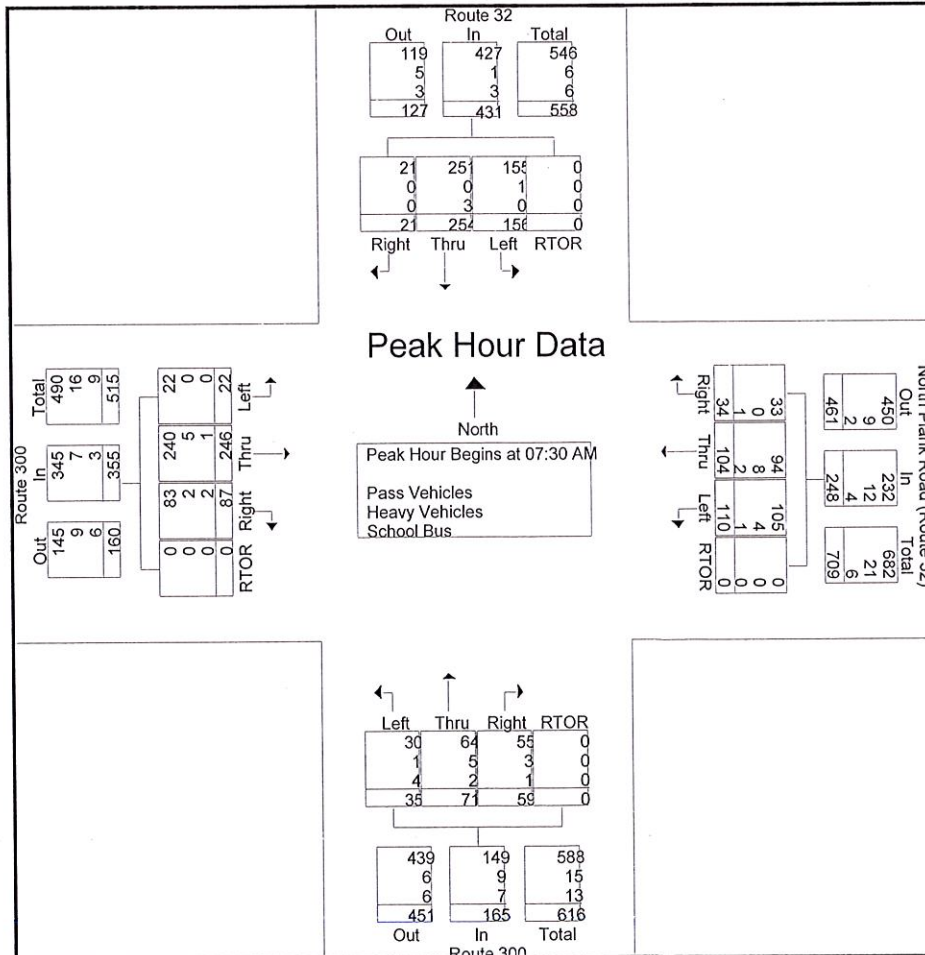 Route 32
Out In Total
119 427 546
5 1 6
3 3 6
127 431 558
21 251 155 0
0 0 1 0
0 3 0 0
21 254 156 0
Right Thru Left RTOR
Peak Hour Data
North
Peak Hour Begins at 07:30 AM
Pass Vehicles
Heavy Vehicles
School Bus
Route 300
Total In Out
490 345 145
16 7 9
9 3 6
515 355 160
22 240 83 0
0 5 2 0
0 1 2 0
22 246 87 0
Left Thru Right RTOR
North Plank Road (Route 32)
Out In Total
450 232 682
9 12 21
2 4 6
461 248 709
33 94 105 0
0 8 4 0
1 2 1 0
34 104 110 0
Right Thru Left RTOR
Left Thru Right RTOR
30 64 55 0
1 5 3 0
4 2 1 0
35 71 59 0
439 149 588
6 9 15
6 7 13
451 165 616
Out In Total
Route 300